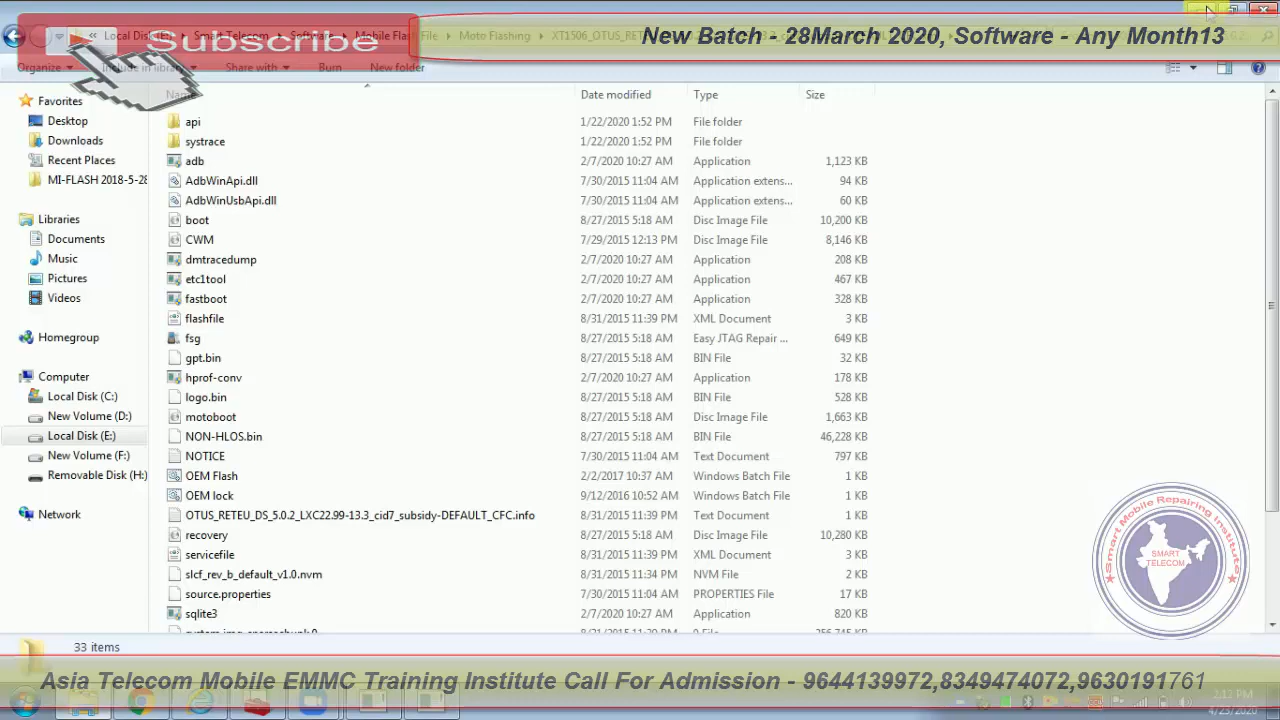 Subscribe
New Batch - 28March 2020, Software - Any Month13
Local Disk (E:) Smart Telecom Software Mobile Flash File Moto Flashing XT1506_OTUS_RET
Organize Include in library Share with Burn New folder
Date modified Type Size
Favorites
Desktop
Downloads
Recent Places
MI-FLASH 2018-5-28
Libraries
Documents
Music
Pictures
Videos
Homegroup
Computer
Local Disk (C:)
New Volume (D:)
Local Disk (E:)
New Volume (F:)
Removable Disk (H:)
Network
api 1/22/2020 1:52 PM File folder
systrace 1/22/2020 1:52 PM File folder
adb 2/7/2020 10:27 AM Application 1,123 KB
AdbWinApi.dll 7/30/2015 11:04 AM Application extens... 94 KB
AdbWinUsbApi.dll 7/30/2015 11:04 AM Application extens... 60 KB
boot 8/27/2015 5:18 AM Disc Image File 10,200 KB
CWM 7/29/2015 12:13 PM Disc Image File 8,146 KB
dmtracedump 2/7/2020 10:27 AM Application 208 KB
etc1tool 2/7/2020 10:27 AM Application 467 KB
fastboot 2/7/2020 10:27 AM Application 328 KB
flashfile 8/31/2015 11:39 PM XML Document 3 KB
fsg 8/27/2015 5:18 AM Easy JTAG Repair ... 649 KB
gpt.bin 8/27/2015 5:18 AM BIN File 32 KB
hprof-conv 2/7/2020 10:27 AM Application 178 KB
logo.bin 8/27/2015 5:18 AM BIN File 528 KB
motoboot 8/27/2015 5:18 AM Disc Image File 1,663 KB
NON-HLOS.bin 8/27/2015 5:18 AM BIN File 46,228 KB
NOTICE 7/30/2015 11:04 AM Text Document 797 KB
OEM Flash 2/2/2017 10:37 AM Windows Batch File 1 KB
OEM lock 9/12/2016 10:52 AM Windows Batch File 1 KB
OTUS_RETEU_DS_5.0.2_LXC22.99-13.3_cid7_subsidy-DEFAULT_CFC.info 8/31/2015 11:39 PM Text Document 1 KB
recovery 8/27/2015 5:18 AM Disc Image File 10,280 KB
servicefile 8/31/2015 11:39 PM XML Document 3 KB
slcf_rev_b_default_v1.0.nvm 8/31/2015 11:34 PM NVM File 2 KB
source.properties 7/30/2015 11:04 AM PROPERTIES File 17 KB
sqlite3 2/7/2020 10:27 AM Application 820 KB
Smart Mobile Repairing Institute
SMART
TELECOM
33 items
Asia Telecom Mobile EMMC Training Institute Call For Admission - 9644139972,8349474072,9630191761
2:13 PM
4/23/2020